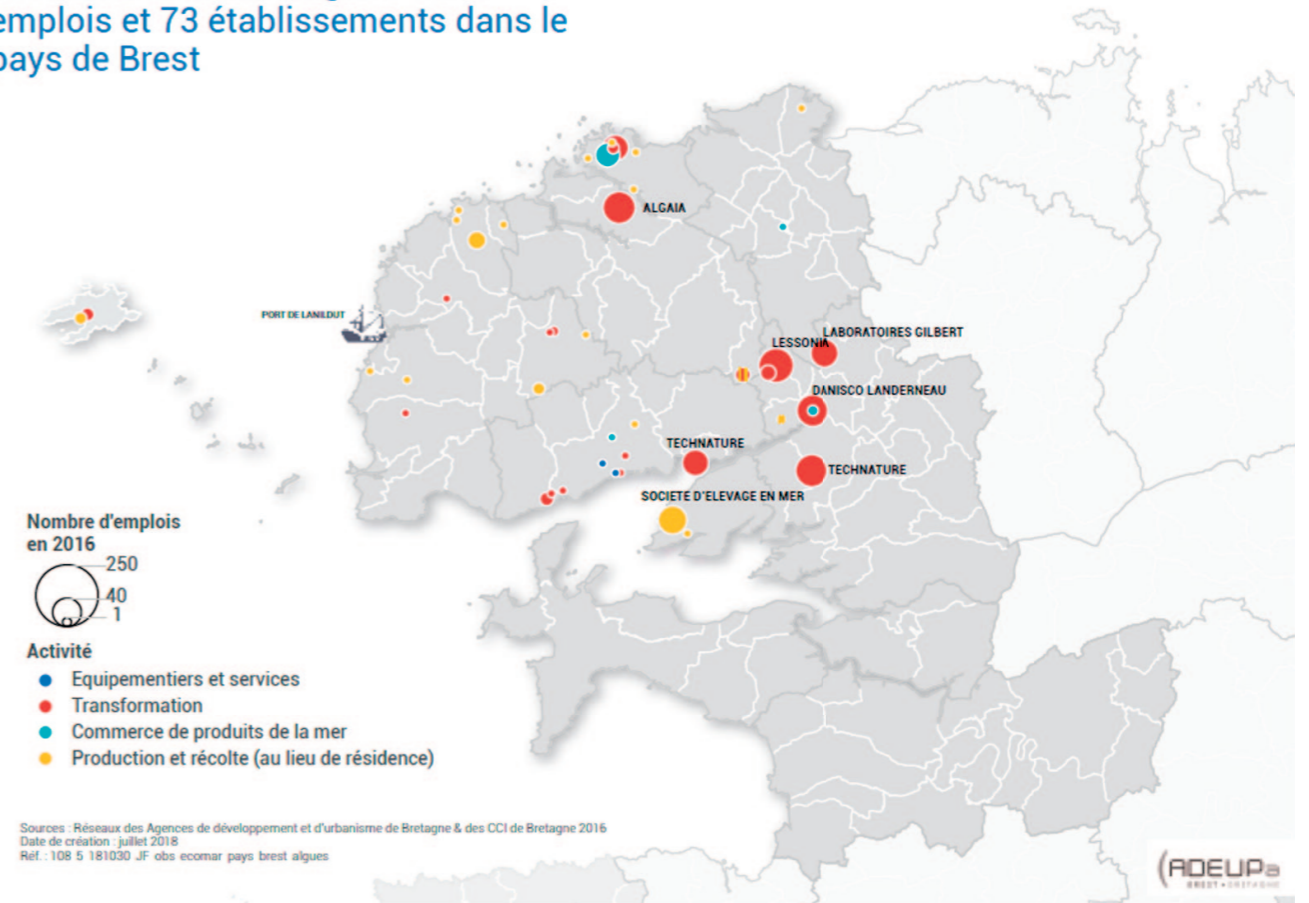 emplois et 73 établissements dans le
pays de Brest
ALGAIA
PORT DE LANILDUT
LABORATOIRES GILBERT
LESSONIA
DANISCO LANDERNEAU
TECHNATURE
TECHNATURE
SOCIETE D'ELEVAGE EN MER
Nombre d'emplois
en 2016
250
40
1
Activité
Equipementiers et services
Transformation
Commerce de produits de la mer
Production et récolte (au lieu de résidence)
Sources : Réseaux des Agences de développement et d'urbanisme de Bretagne & des CCI de Bretagne 2016
Date de création : juillet 2018
Réf. : 108 5 181030 JF obs ecomar pays brest algues
ADEUPa
BREST • BRETAGNE